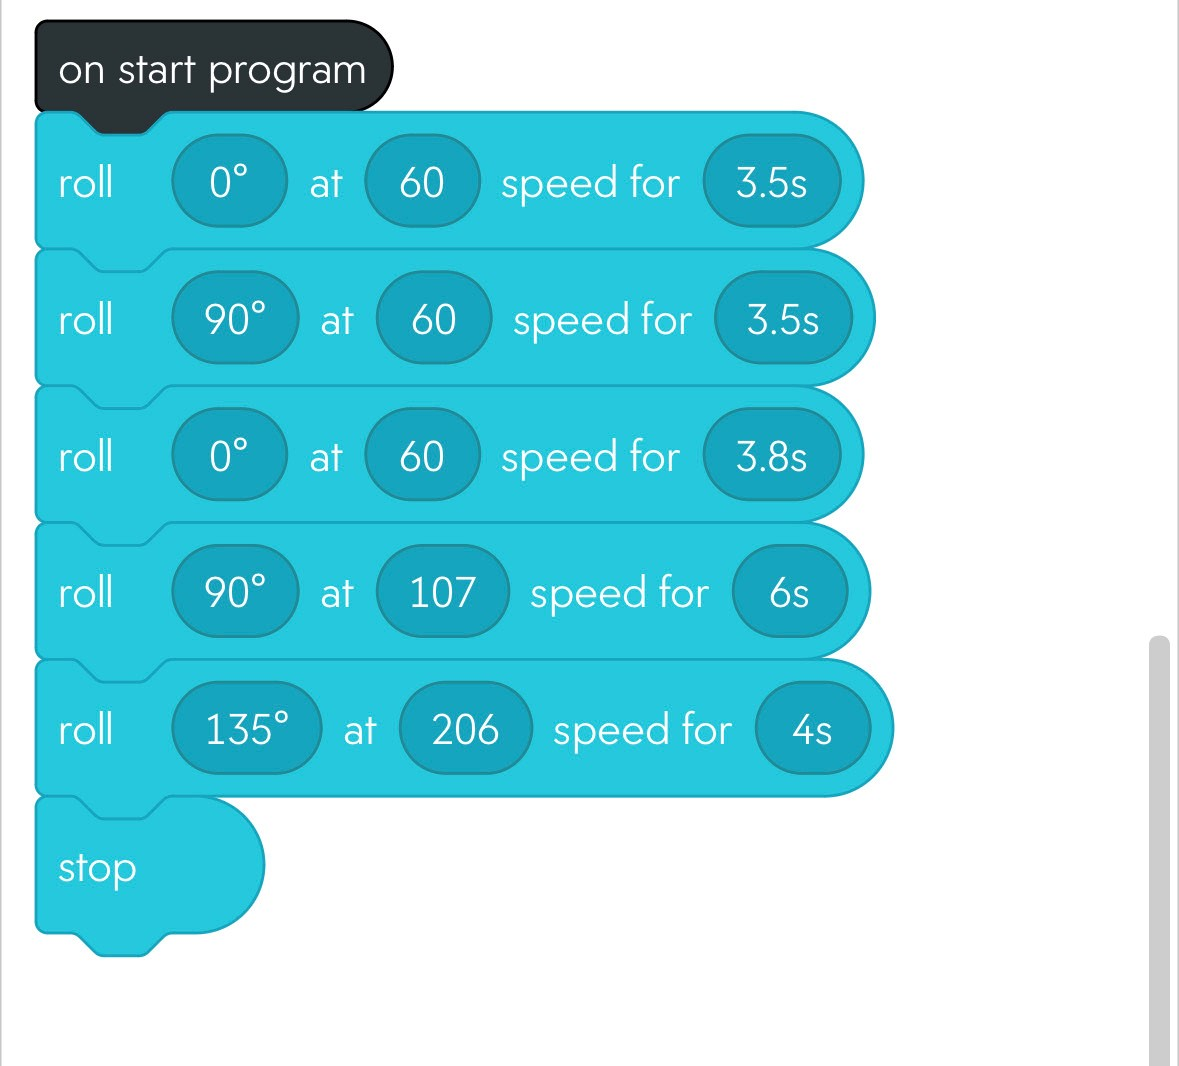 on start program
roll 0° at 60 speed for 3.5s
roll 90° at 60 speed for 3.5s
roll 0° at 60 speed for 3.8s
roll 90° at 107 speed for 6s
roll 135° at 206 speed for 4s
stop